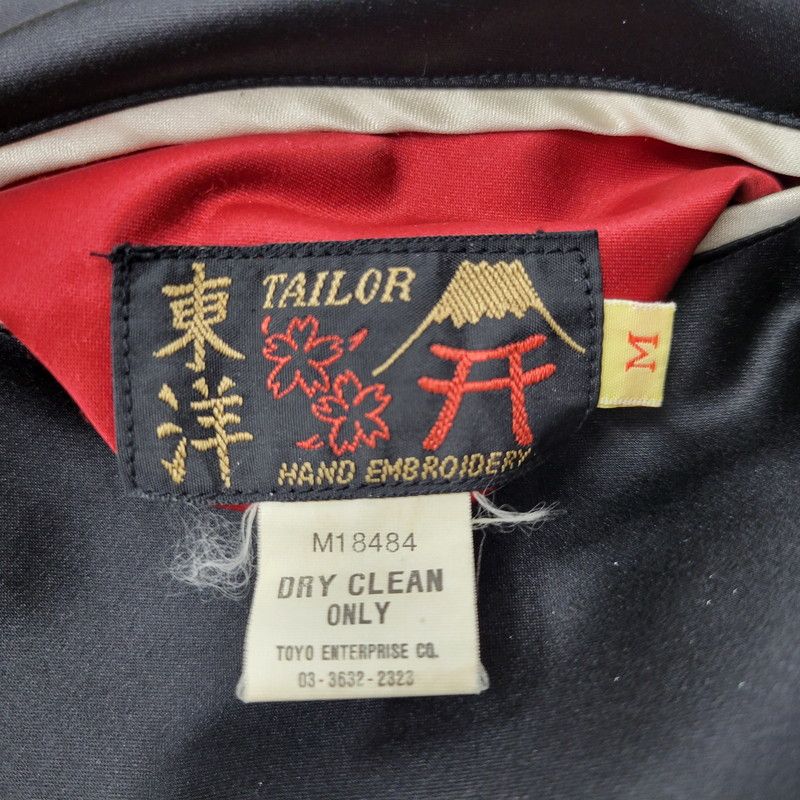 東洋
TAILOR
HAND EMBROIDERY
M
M18484
DRY CLEAN
ONLY
TOYO ENTERPRISE CO.
03-3632-2323